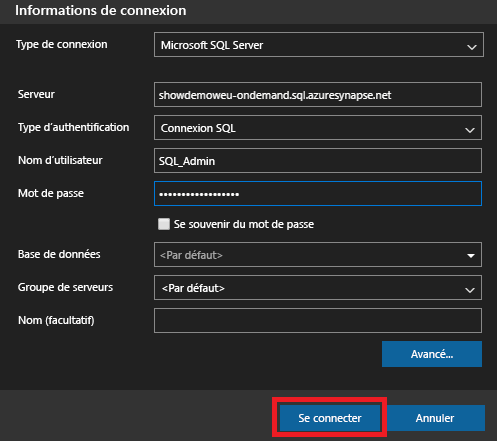 Informations de connexion
Type de connexion Microsoft SQL Server
Serveur showdemoweu-ondemand.sql.azuresynapse.net
Type d'authentification Connexion SQL
Nom d'utilisateur SQL_Admin
Mot de passe ••••••••••••••••••
Se souvenir du mot de passe
Base de données <Par défaut>
Groupe de serveurs <Par défaut>
Nom (facultatif)
Avancé...
Se connecter Annuler